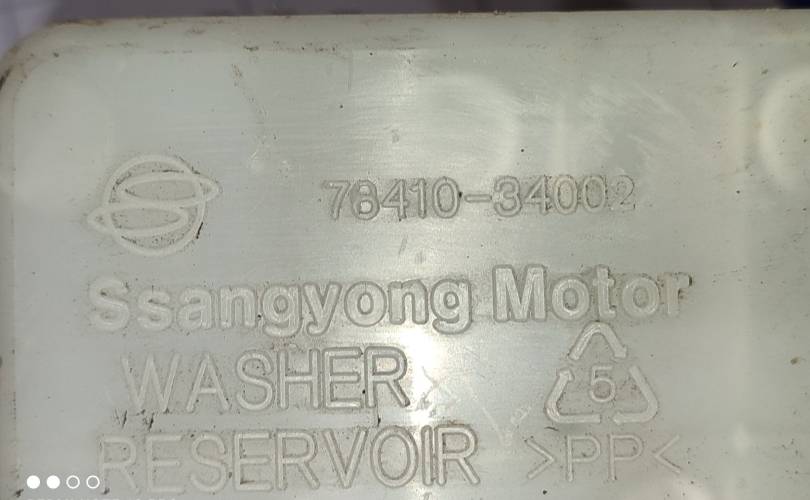 78410-34002
Ssangyong Motor
WASHER
5
RESERVOIR >PP<